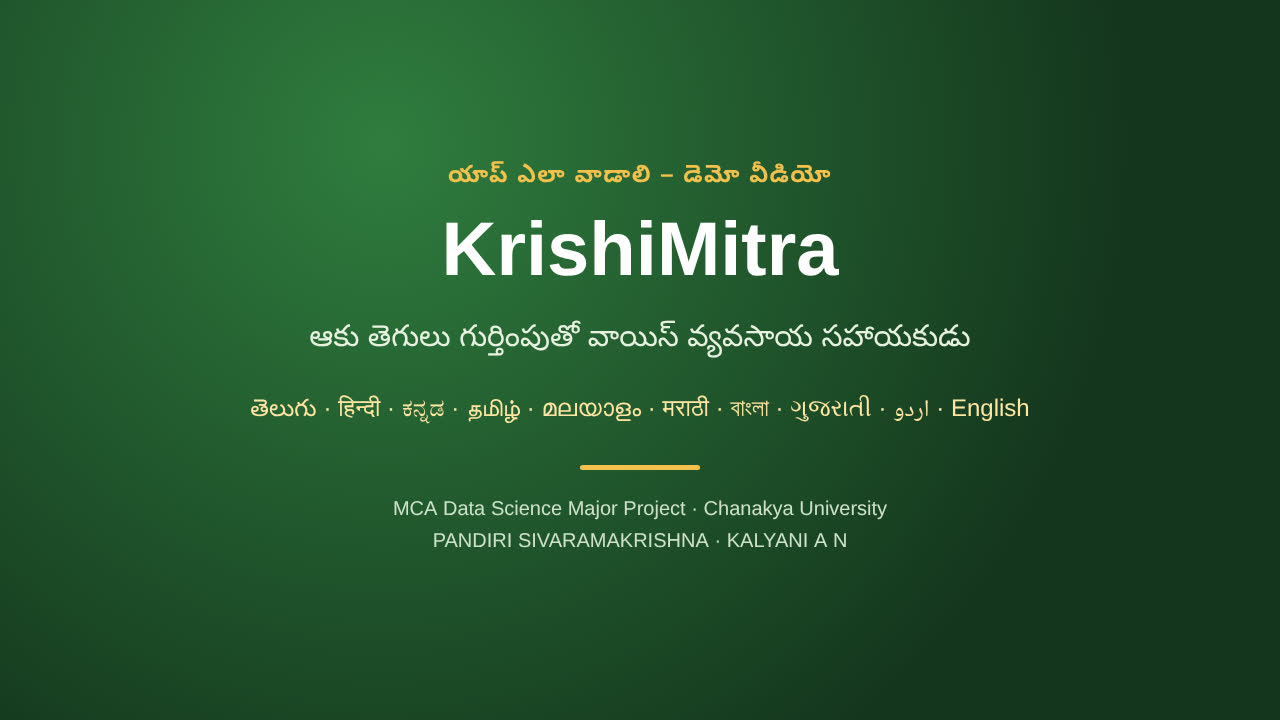 యాప్ ఎలా వాడాలి – డెమో వీడియో
KrishiMitra
ఆకు తెగులు గుర్తింపుతో వాయిస్ వ్యవసాయ సహాయకుడు
తెలుగు · हिन्दी · ಕನ್ನಡ · தமிழ் · മലയാളം · मराठी · বাংলা · ગુજરાતી · اردو · English
MCA Data Science Major Project · Chanakya University
PANDIRI SIVARAMAKRISHNA · KALYANI A N